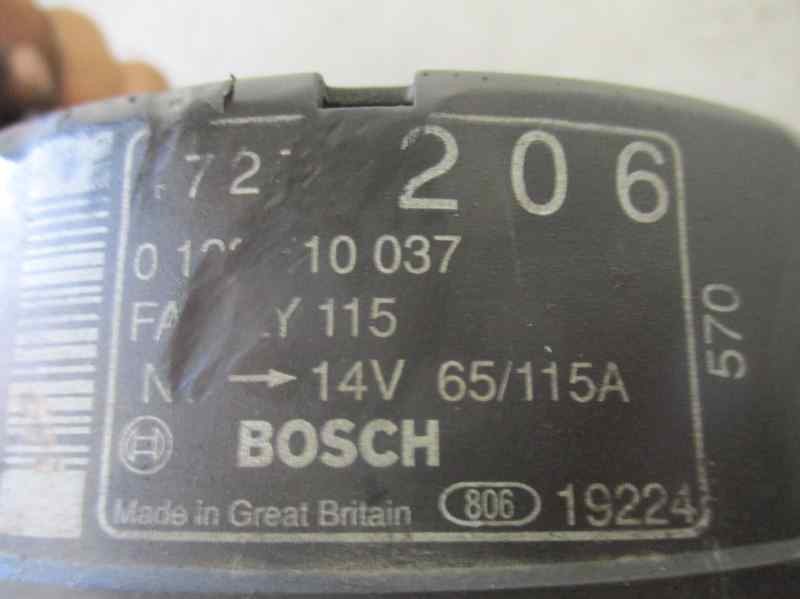 206
10 037
115
→ 14V 65/115A
BOSCH
Made in Great Britain 806 19224
570